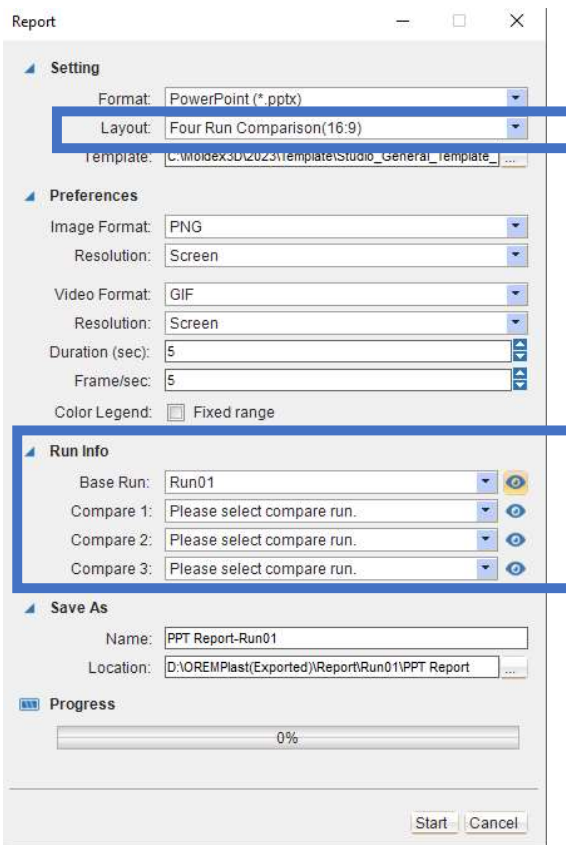 Report
Setting
Format: PowerPoint (*.pptx)
Layout: Four Run Comparison(16:9)
Template: C:\Moldex3D\2023\Template\Studio_General_Template_ ...
Preferences
Image Format: PNG
Resolution: Screen
Video Format: GIF
Resolution: Screen
Duration (sec): 5
Frame/sec: 5
Color Legend: Fixed range
Run Info
Base Run: Run01
Compare 1: Please select compare run.
Compare 2: Please select compare run.
Compare 3: Please select compare run.
Save As
Name: PPT Report-Run01
Location: D:\OREMPlast(Exported)\Report\Run01\PPT Report ...
Progress
0%
Start Cancel